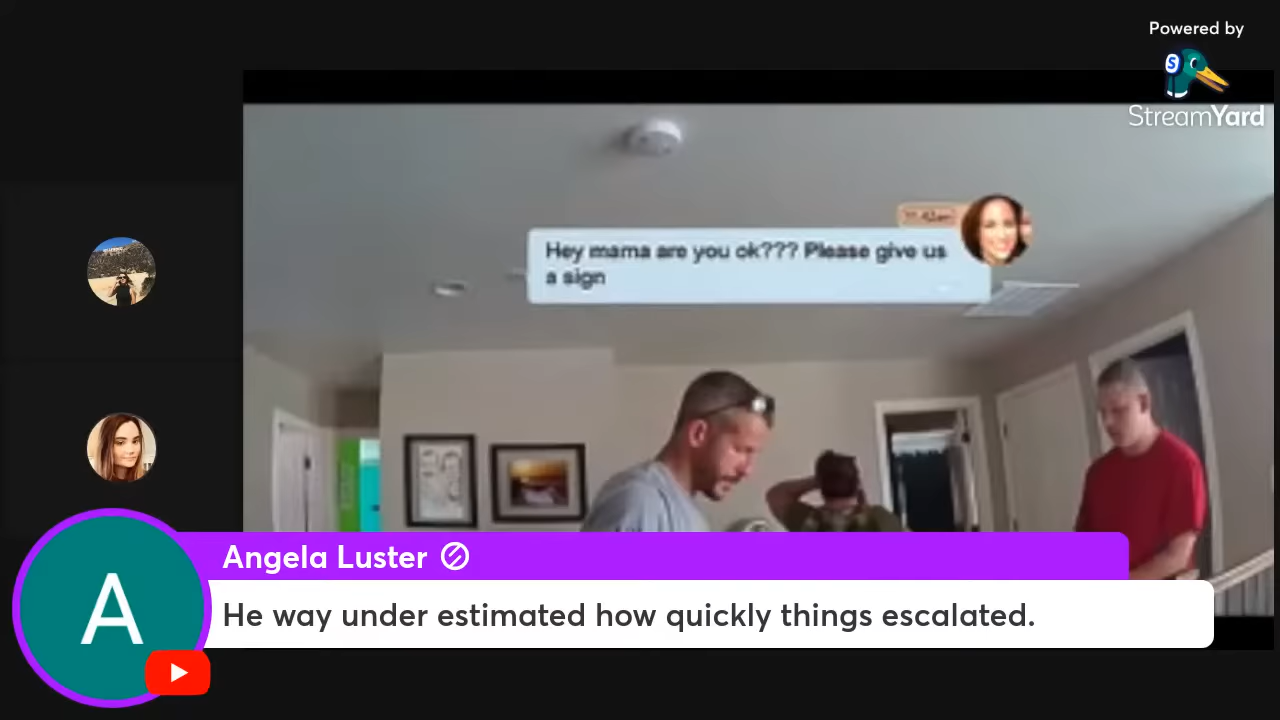 Powered by
StreamYard
Hey mama are you ok??? Please give us
a sign
Angela Luster
A
He way under estimated how quickly things escalated.